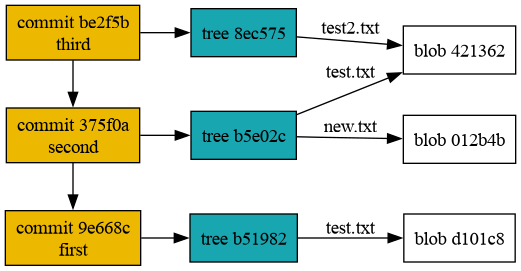 commit be2f5b
third
tree 8ec575
test2.txt
blob 421362
test.txt
commit 375f0a
second
tree b5e02c
new.txt
blob 012b4b
commit 9e668c
first
tree b51982
test.txt
blob d101c8